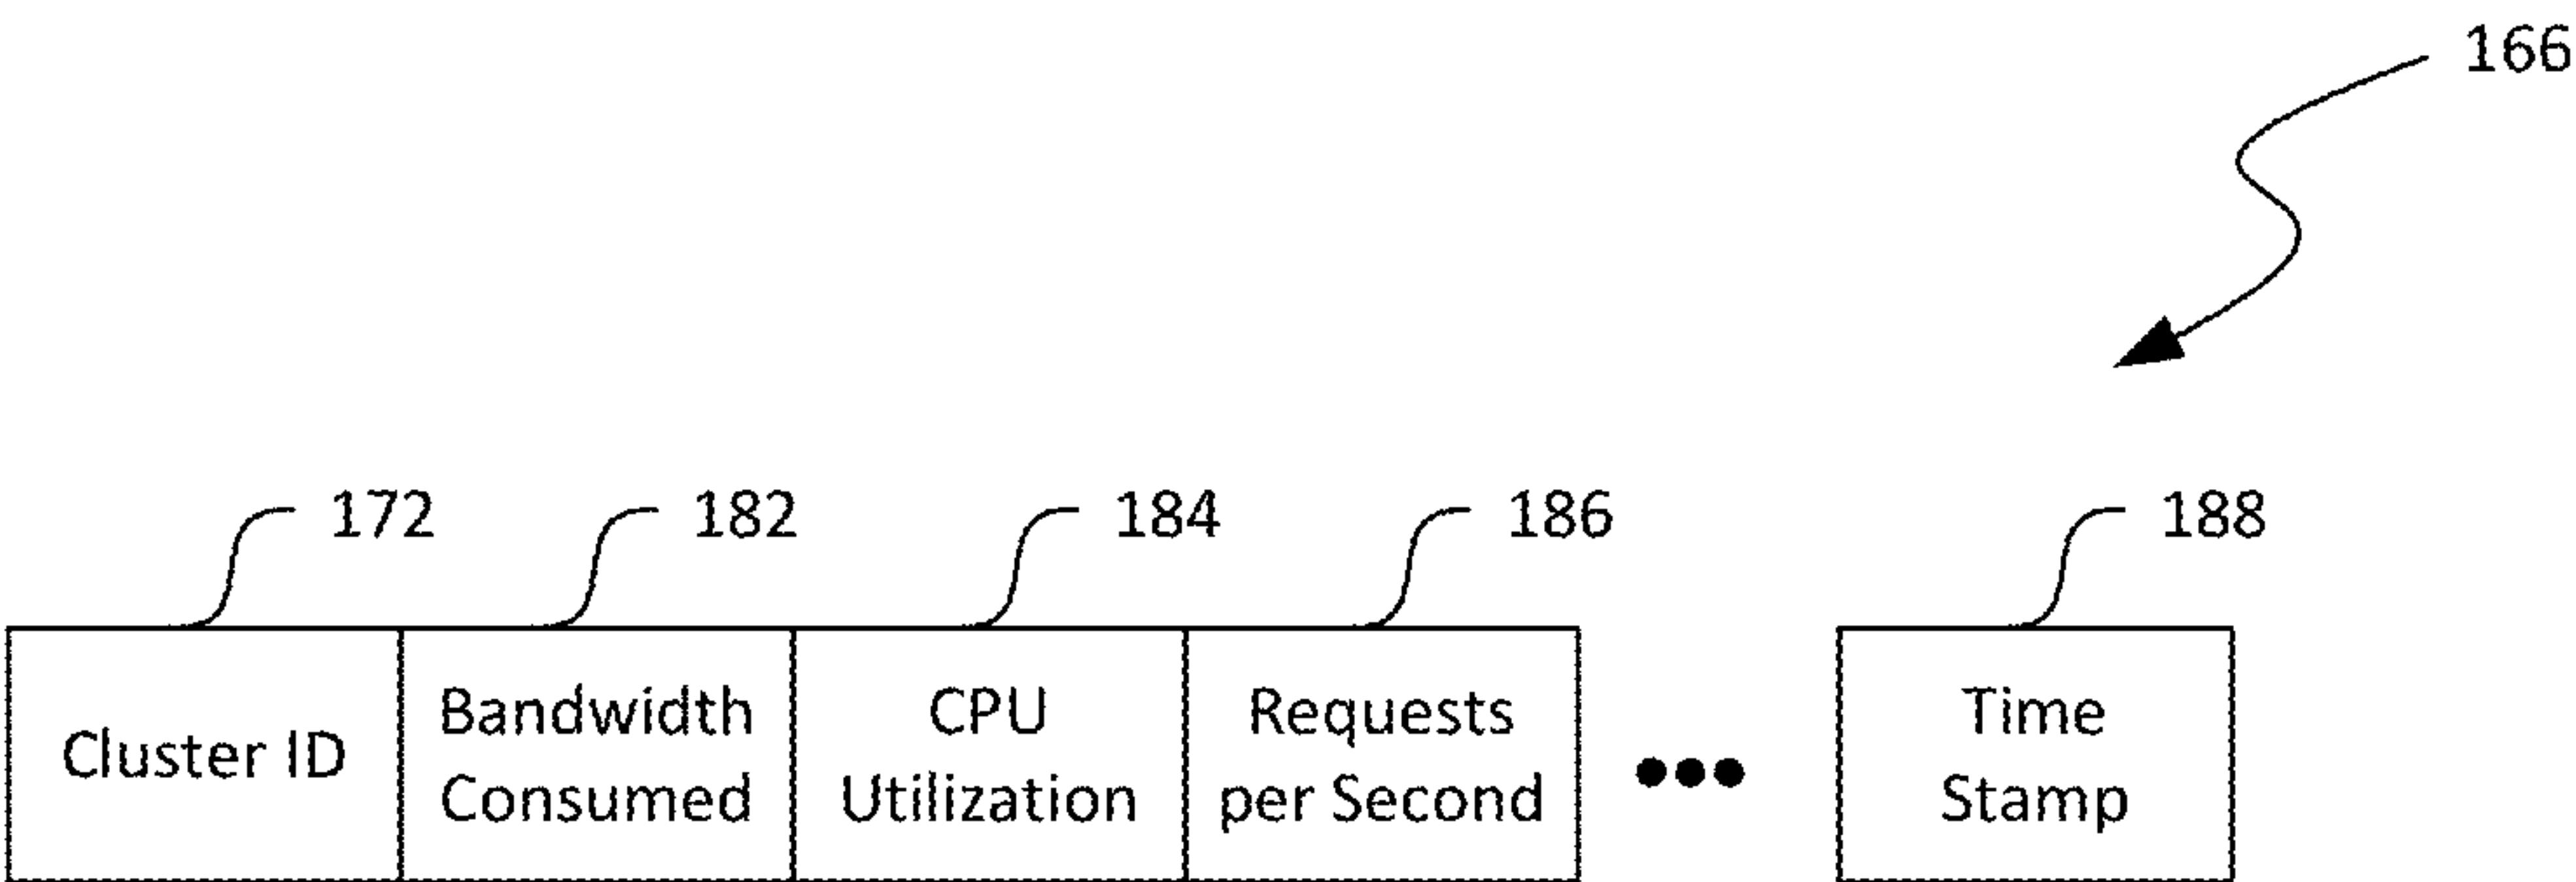 166
172
182
184
186
188
Cluster ID
Bandwidth
Consumed
CPU
Utilization
Requests
per Second
Time
Stamp